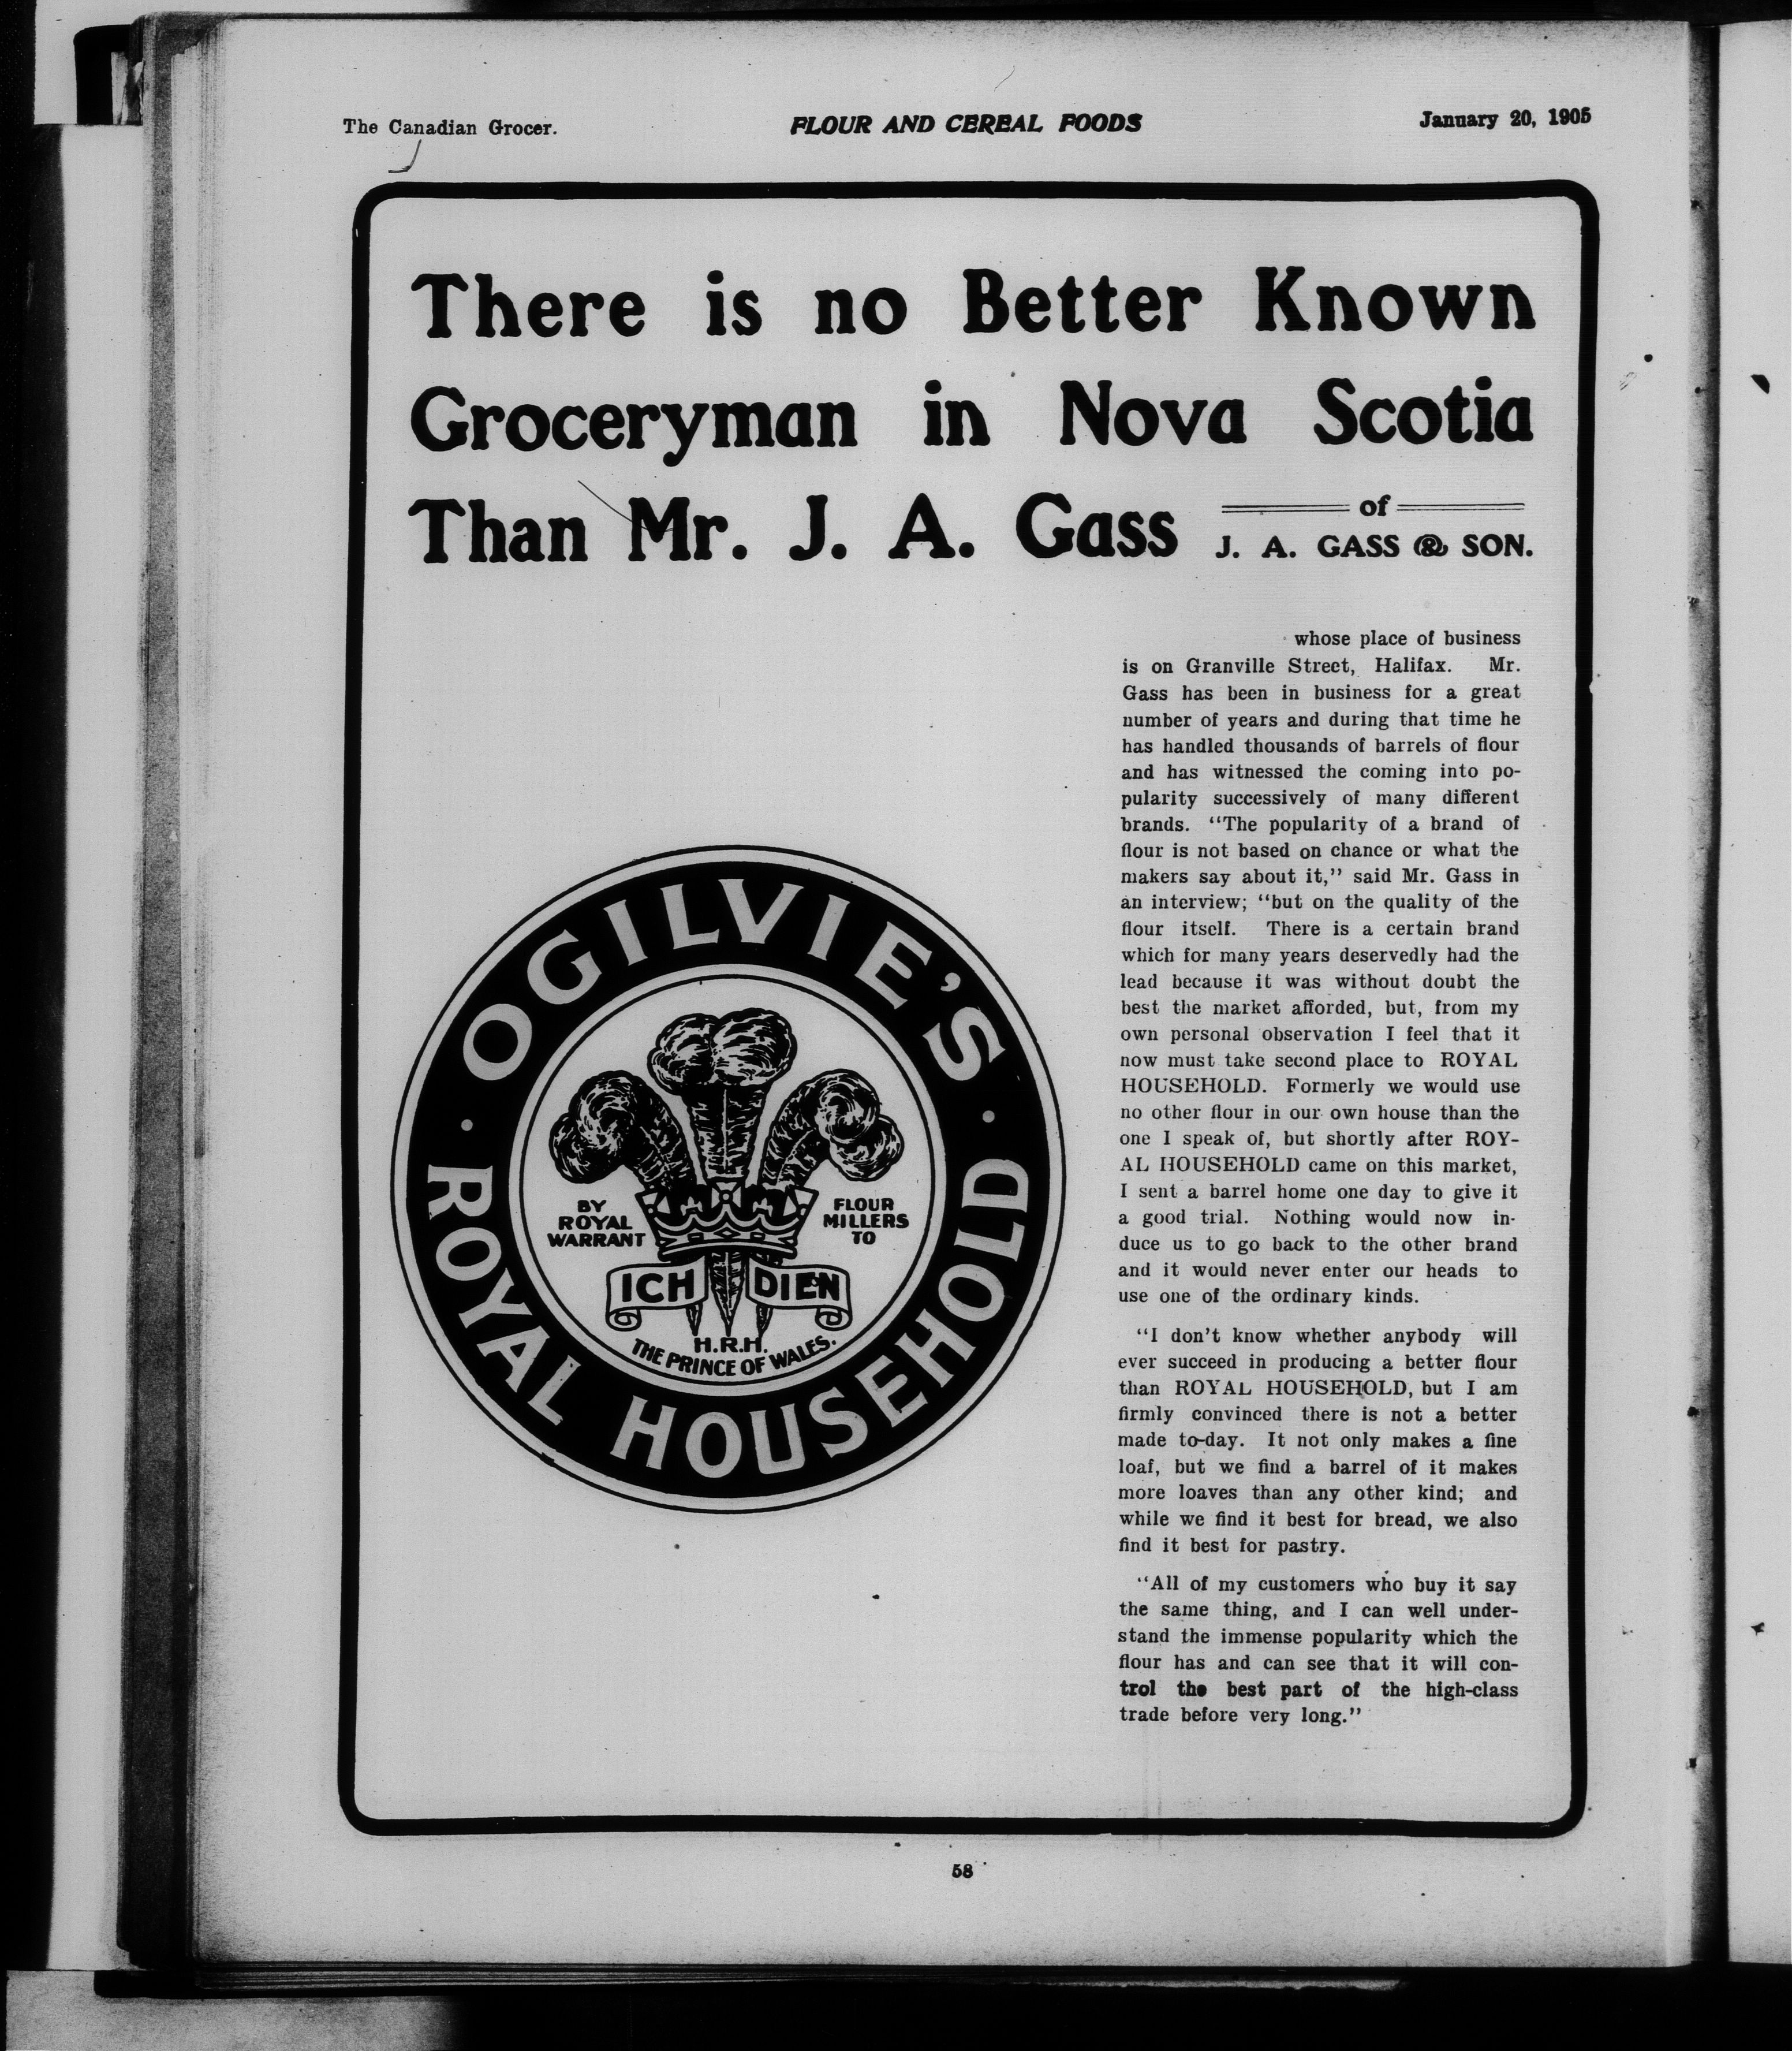 The Canadian Grocer.
FLOUR AND CEREAL FOODS
January 20, 1905
There is no Better Known
Groceryman in Nova Scotia
Than Mr. J. A. Gass
of
J. A. GASS & SON.
OGILVIE'S
ROYAL HOUSEHOLD
BY
ROYAL
WARRANT
FLOUR
MILLERS
TO
ICH DIEN
H.R.H.
THE PRINCE OF WALES.
whose place of business
is on Granville Street, Halifax. Mr.
Gass has been in business for a great
number of years and during that time he
has handled thousands of barrels of flour
and has witnessed the coming into po-
pularity successively of many different
brands. “The popularity of a brand of
flour is not based on chance or what the
makers say about it,” said Mr. Gass in
an interview; “but on the quality of the
flour itself. There is a certain brand
which for many years deservedly had the
lead because it was without doubt the
best the market afforded, but, from my
own personal observation I feel that it
now must take second place to ROYAL
HOUSEHOLD. Formerly we would use
no other flour in our own house than the
one I speak of, but shortly after ROY-
AL HOUSEHOLD came on this market,
I sent a barrel home one day to give it
a good trial. Nothing would now in-
duce us to go back to the other brand
and it would never enter our heads to
use one of the ordinary kinds.
“I don't know whether anybody will
ever succeed in producing a better flour
than ROYAL HOUSEHOLD, but I am
firmly convinced there is not a better
made to-day. It not only makes a fine
loaf, but we find a barrel of it makes
more loaves than any other kind; and
while we find it best for bread, we also
find it best for pastry.
“All of my customers who buy it say
the same thing, and I can well under-
stand the immense popularity which the
flour has and can see that it will con-
trol the best part of the high-class
trade before very long.”
58